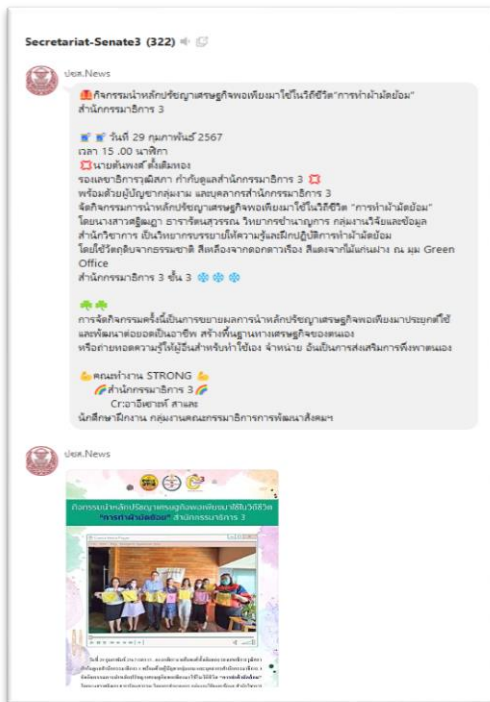 Secretariat-Senate3 (322)
ปชส.News
กิจกรรมนำหลักปรัชญาเศรษฐกิจพอเพียงมาใช้ในวิถีชีวิต"การทำผ้ามัดย้อม"
สำนักกรรมาธิการ 3
วันที่ 29 กุมภาพันธ์ 2567
เวลา 15 .00 นาฬิกา
นายตันพงศ์ ตั้งเติมทอง
รองเลขาธิการวุฒิสภา กำกับดูแลสำนักกรรมาธิการ 3
พร้อมด้วยผู้บัญชากลุ่มงาน และบุคลากรสำนักกรรมาธิการ 3
จัดกิจกรรมการนำหลักปรัชญาเศรษฐกิจพอเพียงมาใช้ในวิถีชีวิต "การทำผ้ามัดย้อม"
โดยนางสาวศฐิฒฎา ธารารัตนสุวรรณ วิทยากรชำนาญการ กลุ่มงานวิจัยและข้อมูล
สำนักวิชาการ เป็นวิทยากรบรรยายให้ความรู้และฝึกปฏิบัติการทำผ้ามัดย้อม
โดยใช้วัตถุดิบจากธรรมชาติ สีเหลืองจากดอกดาวเรือง สีแดงจากไม้แก่นฝาง ณ มุม Green
Office
สำนักกรรมาธิการ 3 ชั้น 3
การจัดกิจกรรมครั้งนี้เป็นการขยายผลการนำหลักปรัชญาเศรษฐกิจพอเพียงมาประยุกต์ใช้
และพัฒนาต่อยอดเป็นอาชีพ สร้างพื้นฐานทางเศรษฐกิจของตนเอง
หรือถ่ายทอดความรู้ให้ผู้อื่นสำหรับทำใช้เอง จำหน่าย อันเป็นการส่งเสริมการพึ่งพาตนเอง
คณะทำงาน STRONG
สำนักกรรมาธิการ 3
Cr:อาอีเซาะห์ สาและ
นักศึกษาฝึกงาน กลุ่มงานคณะกรรมาธิการการพัฒนาสังคมฯ
ปชส.News
กิจกรรมนำหลักปรัชญาเศรษฐกิจพอเพียงมาใช้ในวิถีชีวิต
"การทำผ้ามัดย้อม" สำนักกรรมาธิการ 3